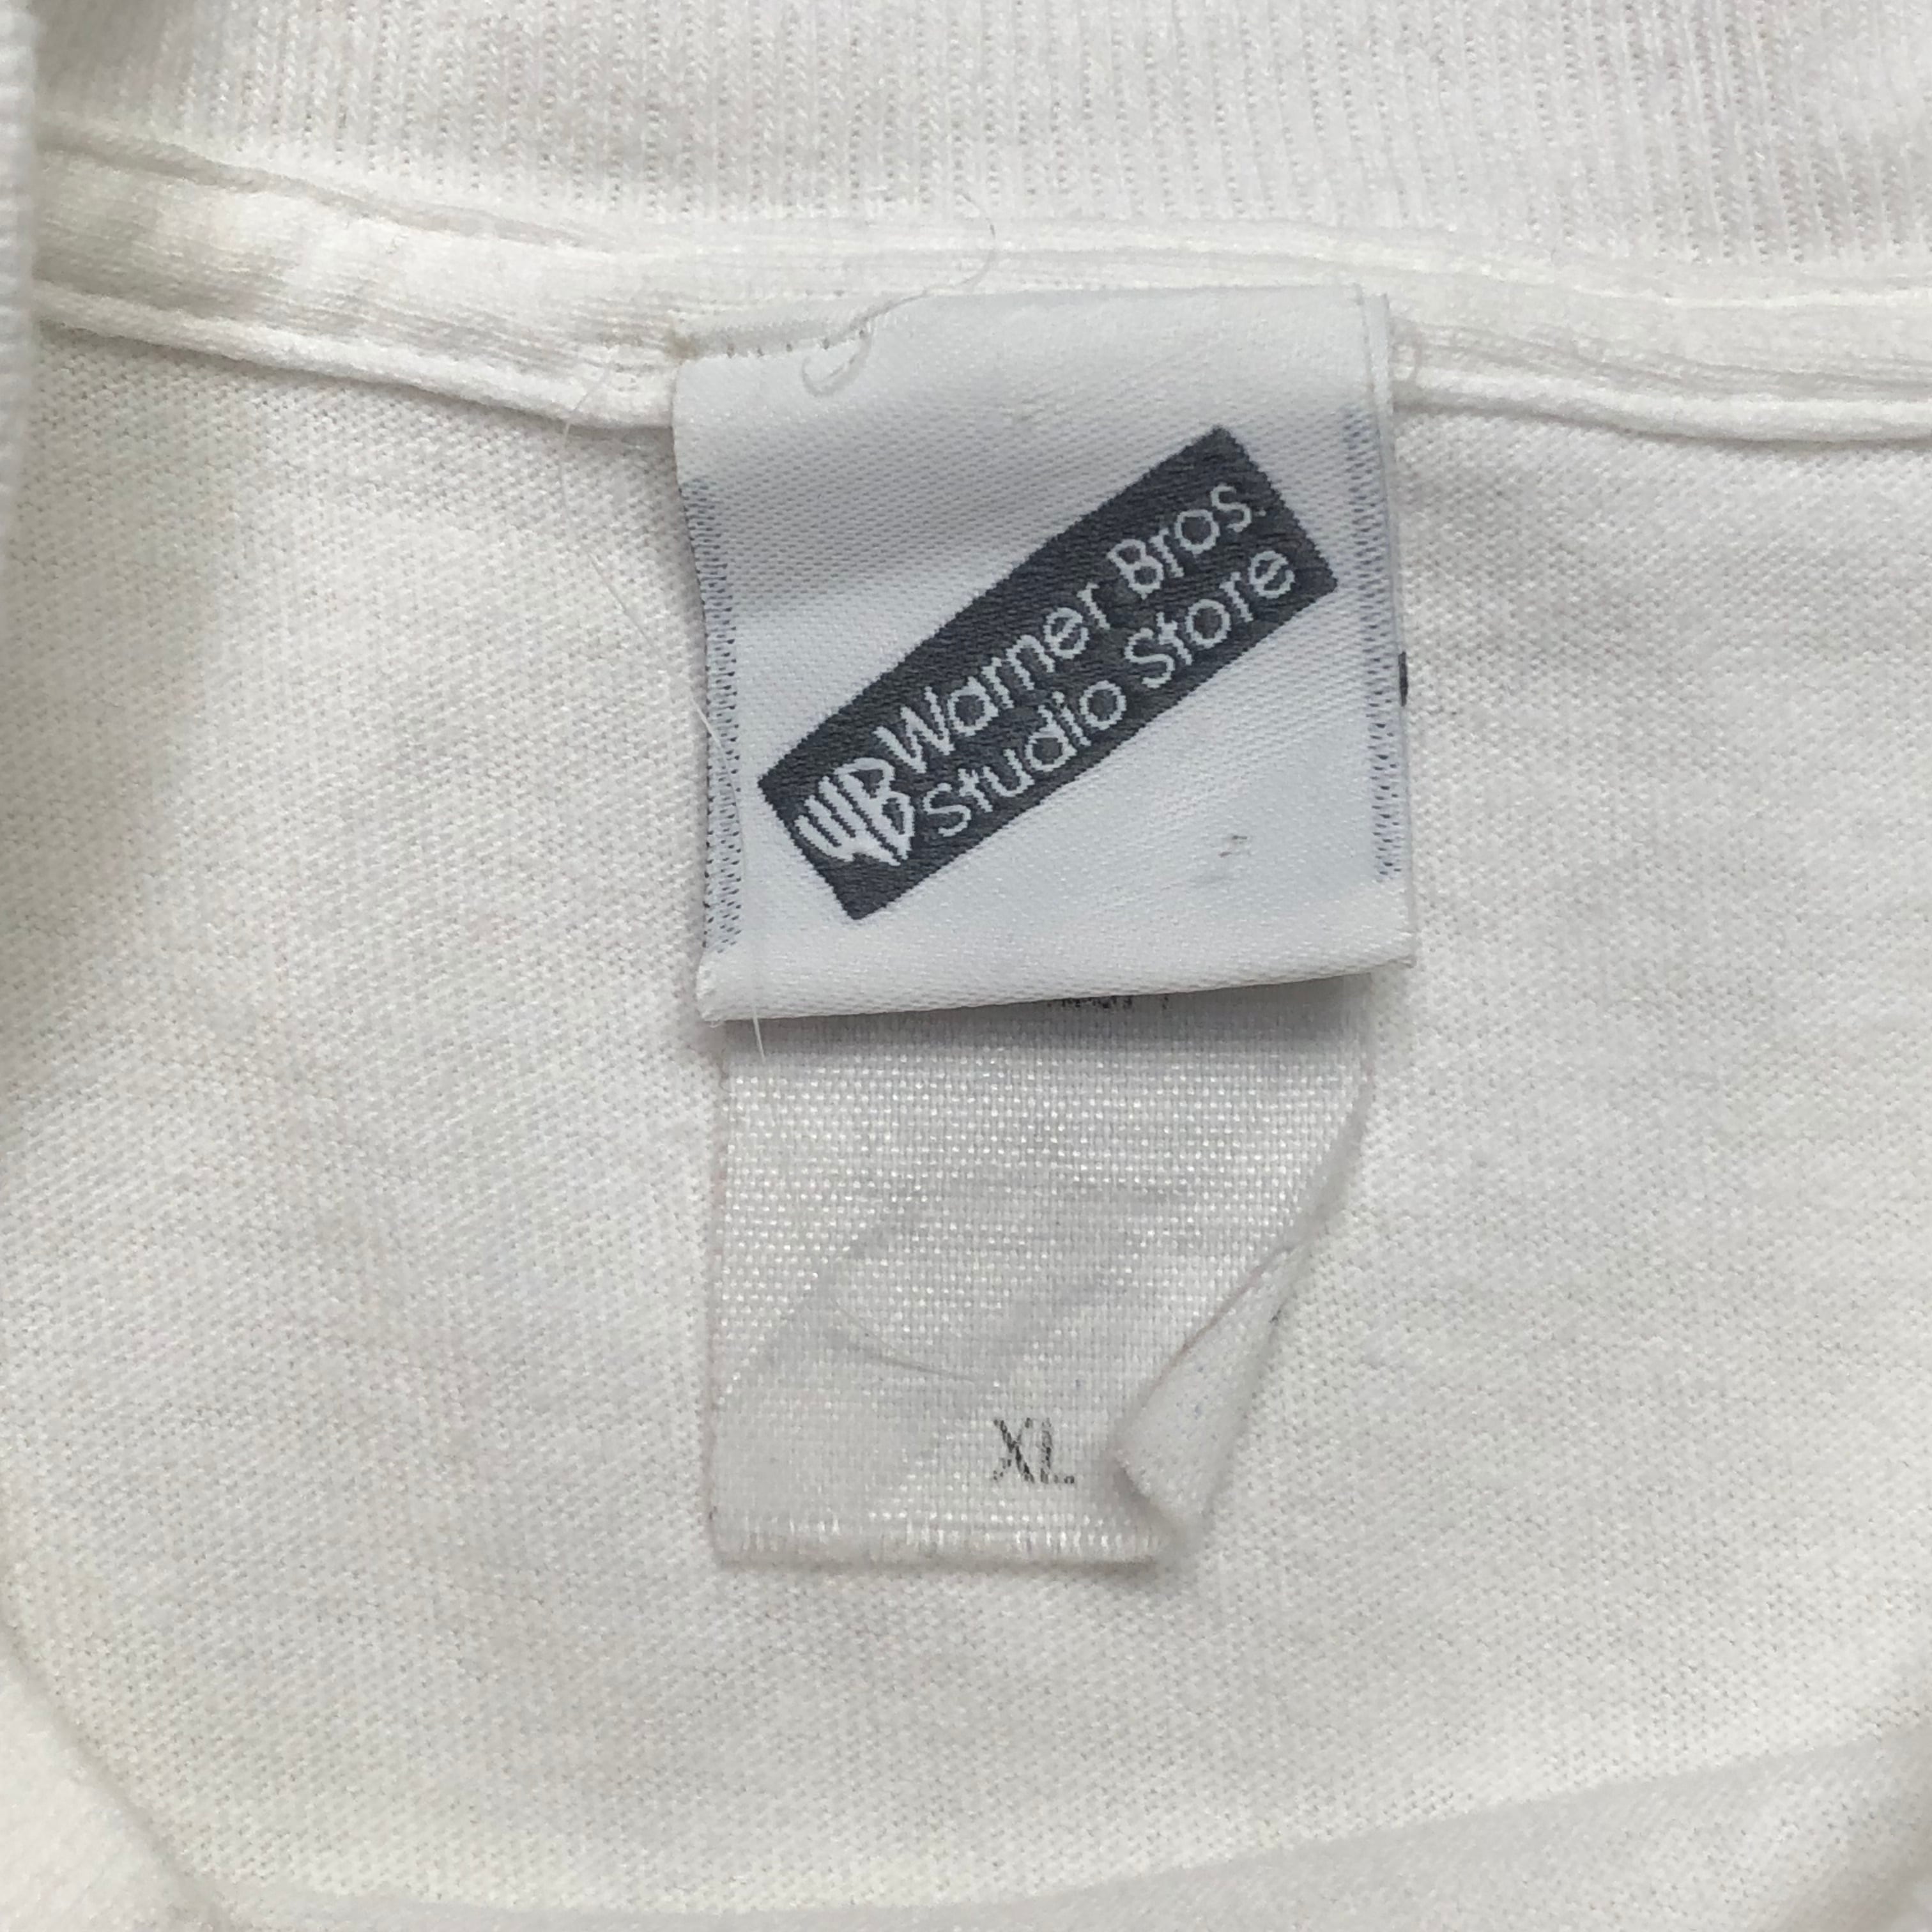 WB Warner Bros.
Studio Store
XL